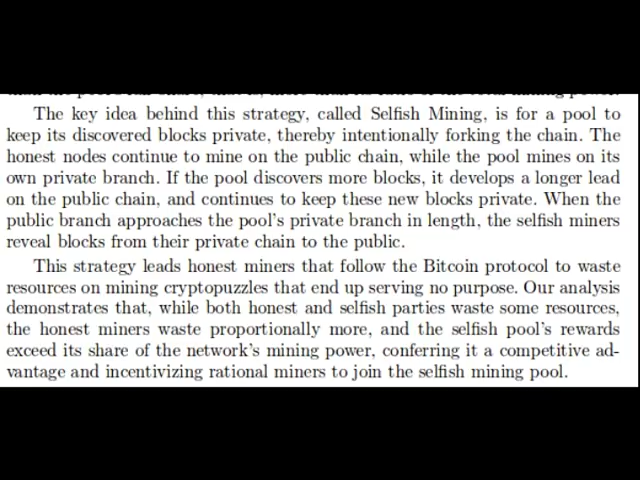 The key idea behind this strategy, called Selfish Mining, is for a pool to
keep its discovered blocks private, thereby intentionally forking the chain. The
honest nodes continue to mine on the public chain, while the pool mines on its
own private branch. If the pool discovers more blocks, it develops a longer lead
on the public chain, and continues to keep these new blocks private. When the
public branch approaches the pool's private branch in length, the selfish miners
reveal blocks from their private chain to the public.
This strategy leads honest miners that follow the Bitcoin protocol to waste
resources on mining cryptopuzzles that end up serving no purpose. Our analysis
demonstrates that, while both honest and selfish parties waste some resources,
the honest miners waste proportionally more, and the selfish pool's rewards
exceed its share of the network's mining power, conferring it a competitive ad-
vantage and incentivizing rational miners to join the selfish mining pool.